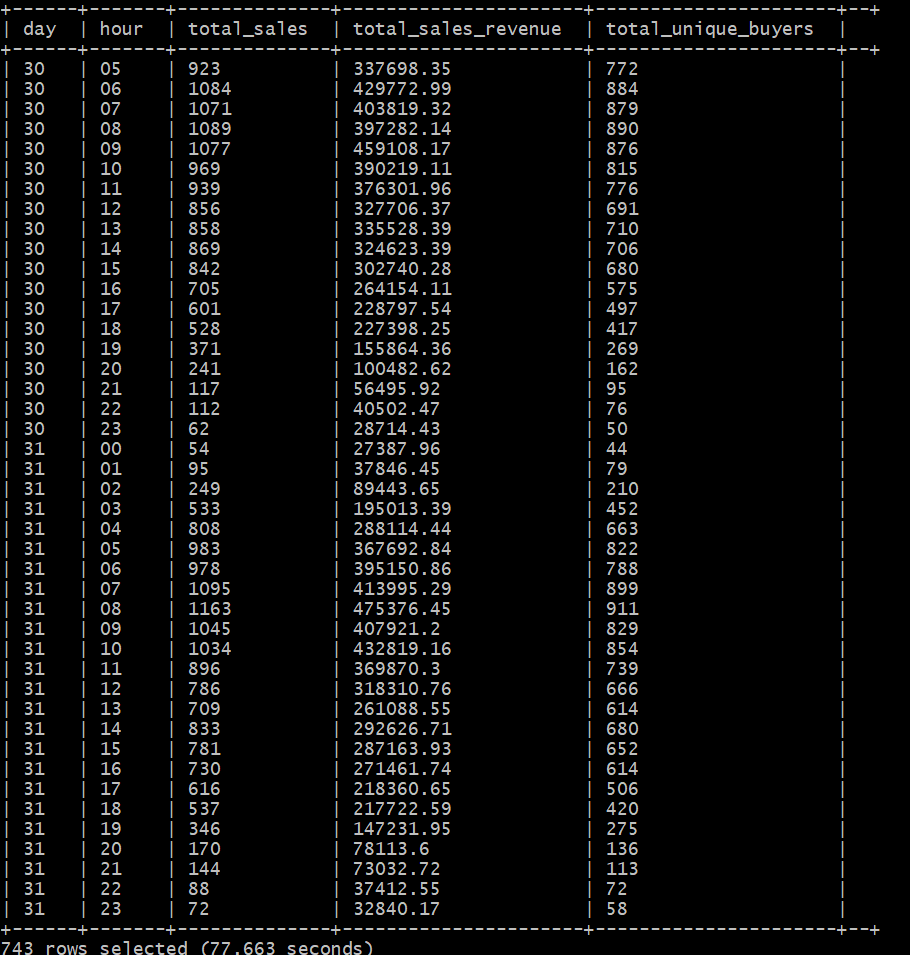 +------+-------+--------------+----------------------+----------------------+--+
| day | hour | total_sales | total_sales_revenue | total_unique_buyers |
+------+-------+--------------+----------------------+----------------------+--+
| 30 | 05 | 923 | 337698.35 | 772 |
| 30 | 06 | 1084 | 429772.99 | 884 |
| 30 | 07 | 1071 | 403819.32 | 879 |
| 30 | 08 | 1089 | 397282.14 | 890 |
| 30 | 09 | 1077 | 459108.17 | 876 |
| 30 | 10 | 969 | 390219.11 | 815 |
| 30 | 11 | 939 | 376301.96 | 776 |
| 30 | 12 | 856 | 327706.37 | 691 |
| 30 | 13 | 858 | 335528.39 | 710 |
| 30 | 14 | 869 | 324623.39 | 706 |
| 30 | 15 | 842 | 302740.28 | 680 |
| 30 | 16 | 705 | 264154.11 | 575 |
| 30 | 17 | 601 | 228797.54 | 497 |
| 30 | 18 | 528 | 227398.25 | 417 |
| 30 | 19 | 371 | 155864.36 | 269 |
| 30 | 20 | 241 | 100482.62 | 162 |
| 30 | 21 | 117 | 56495.92 | 95 |
| 30 | 22 | 112 | 40502.47 | 76 |
| 30 | 23 | 62 | 28714.43 | 50 |
| 31 | 00 | 54 | 27387.96 | 44 |
| 31 | 01 | 95 | 37846.45 | 79 |
| 31 | 02 | 249 | 89443.65 | 210 |
| 31 | 03 | 533 | 195013.39 | 452 |
| 31 | 04 | 808 | 288114.44 | 663 |
| 31 | 05 | 983 | 367692.84 | 822 |
| 31 | 06 | 978 | 395150.86 | 788 |
| 31 | 07 | 1095 | 413995.29 | 899 |
| 31 | 08 | 1163 | 475376.45 | 911 |
| 31 | 09 | 1045 | 407921.2 | 829 |
| 31 | 10 | 1034 | 432819.16 | 854 |
| 31 | 11 | 896 | 369870.3 | 739 |
| 31 | 12 | 786 | 318310.76 | 666 |
| 31 | 13 | 709 | 261088.55 | 614 |
| 31 | 14 | 833 | 292626.71 | 680 |
| 31 | 15 | 781 | 287163.93 | 652 |
| 31 | 16 | 730 | 271461.74 | 614 |
| 31 | 17 | 616 | 218360.65 | 506 |
| 31 | 18 | 537 | 217722.59 | 420 |
| 31 | 19 | 346 | 147231.95 | 275 |
| 31 | 20 | 170 | 78113.6 | 136 |
| 31 | 21 | 144 | 73032.72 | 113 |
| 31 | 22 | 88 | 37412.55 | 72 |
| 31 | 23 | 72 | 32840.17 | 58 |
+------+-------+--------------+----------------------+----------------------+--+
743 rows selected (77.663 seconds)